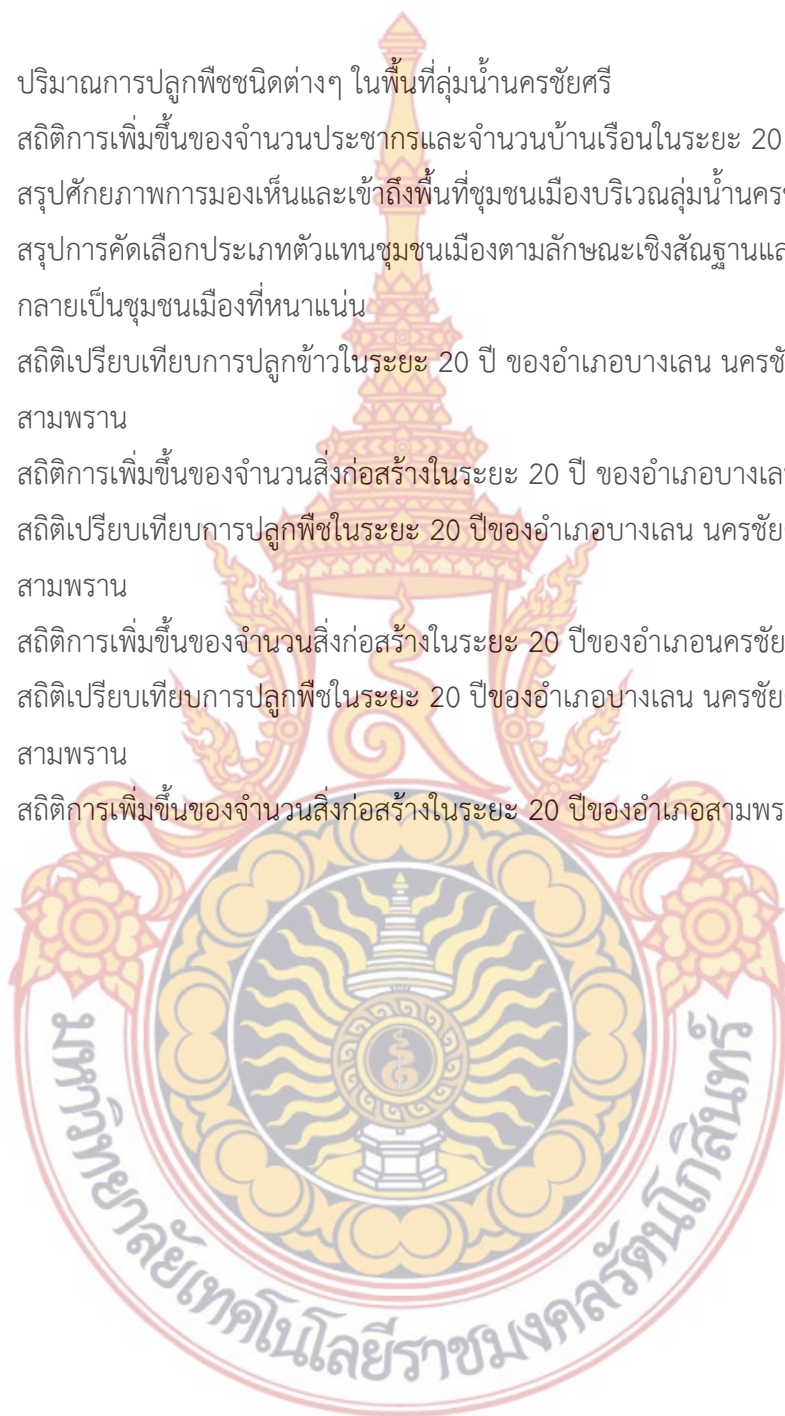 ปริมาณการปลูกพืชชนิดต่างๆ ในพื้นที่ลุ่มน้ำนครชัยศรี
สถิติการเพิ่มขึ้นของจำนวนประชากรและจำนวนบ้านเรือนในระยะ 20
สรุปศักยภาพการมองเห็นและเข้าถึงพื้นที่ชุมชนเมืองบริเวณลุ่มน้ำนคร
สรุปการคัดเลือกประเภทตัวแทนชุมชนเมืองตามลักษณะเชิงสัณฐานแล
กลายเป็นชุมชนเมืองที่หนาแน่น
สถิติเปรียบเทียบการปลูกข้าวในระยะ 20 ปี ของอำเภอบางเลน นครชั
สามพราน
สถิติการเพิ่มขึ้นของจำนวนสิ่งก่อสร้างในระยะ 20 ปี ของอำเภอบางเล
สถิติเปรียบเทียบการปลูกพืชในระยะ 20 ปีของอำเภอบางเลน นครชัย
สามพราน
สถิติการเพิ่มขึ้นของจำนวนสิ่งก่อสร้างในระยะ 20 ปีของอำเภอนครชัย
สถิติเปรียบเทียบการปลูกพืชในระยะ 20 ปีของอำเภอบางเลน นครชัย
สามพราน
สถิติการเพิ่มขึ้นของจำนวนสิ่งก่อสร้างในระยะ 20 ปีของอำเภอสามพร
มหาวิทยาลัยเทคโนโลยีราชมงคลรัตนโกสินทร์